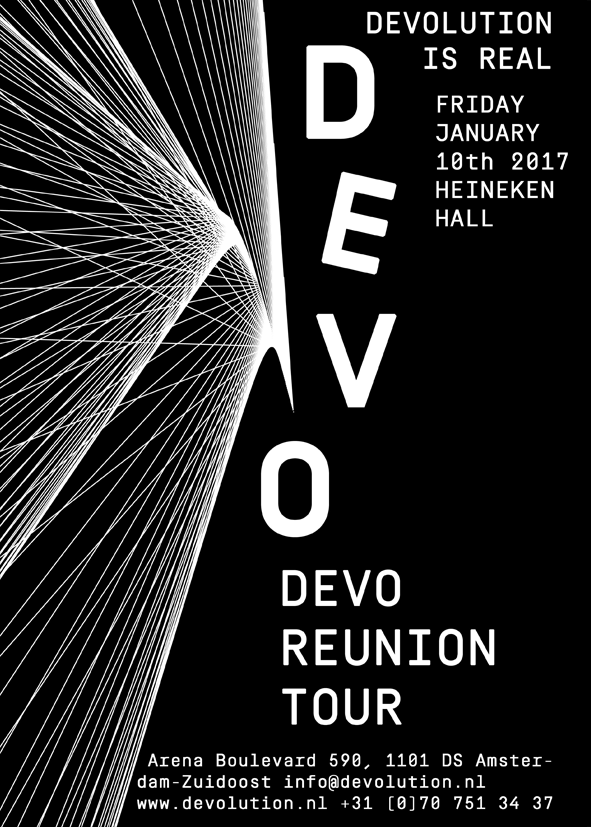 DEVOLUTION
IS REAL
FRIDAY
JANUARY
10th 2017
HEINEKEN
HALL
D
E
V
O
DEVO
REUNION
TOUR
Arena Boulevard 590, 1101 DS Amster-
dam-Zuidoost info@devolution.nl
www.devolution.nl +31 [0]70 751 34 37